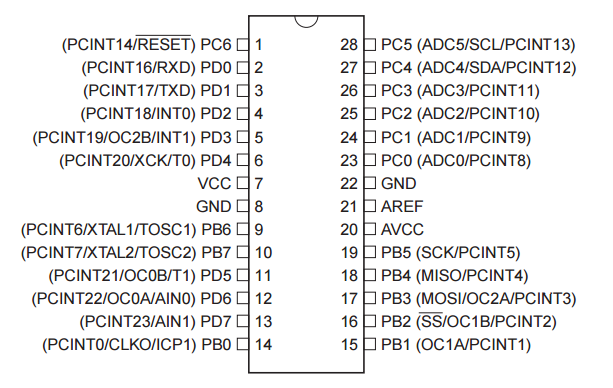 (PCINT14/RESET) PC6 1 28 PC5 (ADC5/SCL/PCINT13)
(PCINT16/RXD) PD0 2 27 PC4 (ADC4/SDA/PCINT12)
(PCINT17/TXD) PD1 3 26 PC3 (ADC3/PCINT11)
(PCINT18/INT0) PD2 4 25 PC2 (ADC2/PCINT10)
(PCINT19/OC2B/INT1) PD3 5 24 PC1 (ADC1/PCINT9)
(PCINT20/XCK/T0) PD4 6 23 PC0 (ADC0/PCINT8)
VCC 7 22 GND
GND 8 21 AREF
(PCINT6/XTAL1/TOSC1) PB6 9 20 AVCC
(PCINT7/XTAL2/TOSC2) PB7 10 19 PB5 (SCK/PCINT5)
(PCINT21/OC0B/T1) PD5 11 18 PB4 (MISO/PCINT4)
(PCINT22/OC0A/AIN0) PD6 12 17 PB3 (MOSI/OC2A/PCINT3)
(PCINT23/AIN1) PD7 13 16 PB2 (SS/OC1B/PCINT2)
(PCINT0/CLKO/ICP1) PB0 14 15 PB1 (OC1A/PCINT1)